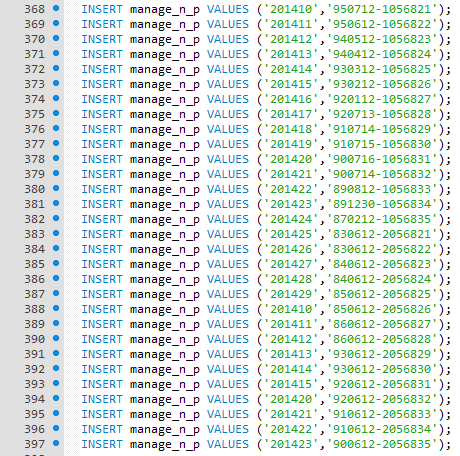 368 INSERT manage_n_p VALUES ('201410','950712-1056821');
369 INSERT manage_n_p VALUES ('201411','950612-1056822');
370 INSERT manage_n_p VALUES ('201412','940512-1056823');
371 INSERT manage_n_p VALUES ('201413','940412-1056824');
372 INSERT manage_n_p VALUES ('201414','930312-1056825');
373 INSERT manage_n_p VALUES ('201415','930212-1056826');
374 INSERT manage_n_p VALUES ('201416','920112-1056827');
375 INSERT manage_n_p VALUES ('201417','920713-1056828');
376 INSERT manage_n_p VALUES ('201418','910714-1056829');
377 INSERT manage_n_p VALUES ('201419','910715-1056830');
378 INSERT manage_n_p VALUES ('201420','900716-1056831');
379 INSERT manage_n_p VALUES ('201421','900714-1056832');
380 INSERT manage_n_p VALUES ('201422','890812-1056833');
381 INSERT manage_n_p VALUES ('201423','891230-1056834');
382 INSERT manage_n_p VALUES ('201424','870212-1056835');
383 INSERT manage_n_p VALUES ('201425','830612-2056821');
384 INSERT manage_n_p VALUES ('201426','830612-2056822');
385 INSERT manage_n_p VALUES ('201427','840612-2056823');
386 INSERT manage_n_p VALUES ('201428','840612-2056824');
387 INSERT manage_n_p VALUES ('201429','850612-2056825');
388 INSERT manage_n_p VALUES ('201410','850612-2056826');
389 INSERT manage_n_p VALUES ('201411','860612-2056827');
390 INSERT manage_n_p VALUES ('201412','860612-2056828');
391 INSERT manage_n_p VALUES ('201413','930612-2056829');
392 INSERT manage_n_p VALUES ('201414','930612-2056830');
393 INSERT manage_n_p VALUES ('201415','920612-2056831');
394 INSERT manage_n_p VALUES ('201420','920612-2056832');
395 INSERT manage_n_p VALUES ('201421','910612-2056833');
396 INSERT manage_n_p VALUES ('201422','910612-2056834');
397 INSERT manage_n_p VALUES ('201423','900612-2056835');